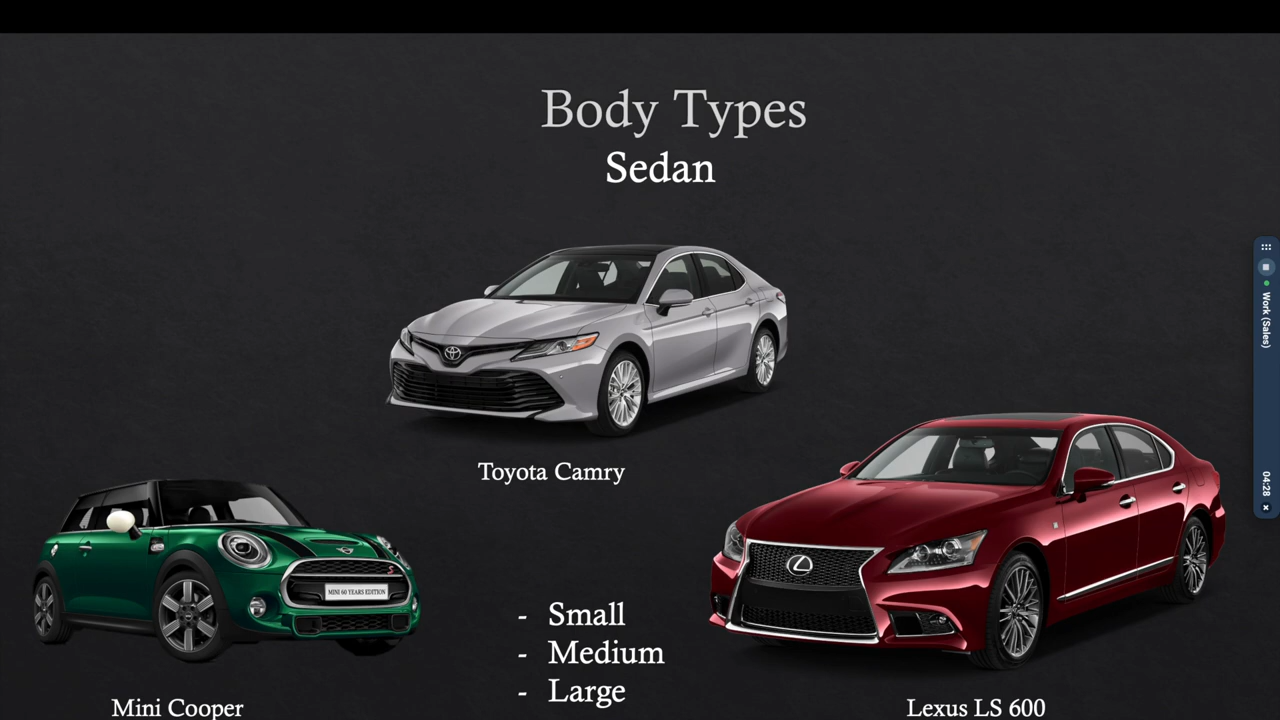 Body Types
Sedan
Toyota Camry
MINI 60 YEARS EDITION
S
- Small
- Medium
- Large
Mini Cooper
Lexus LS 600
Work (Sales)
04:28